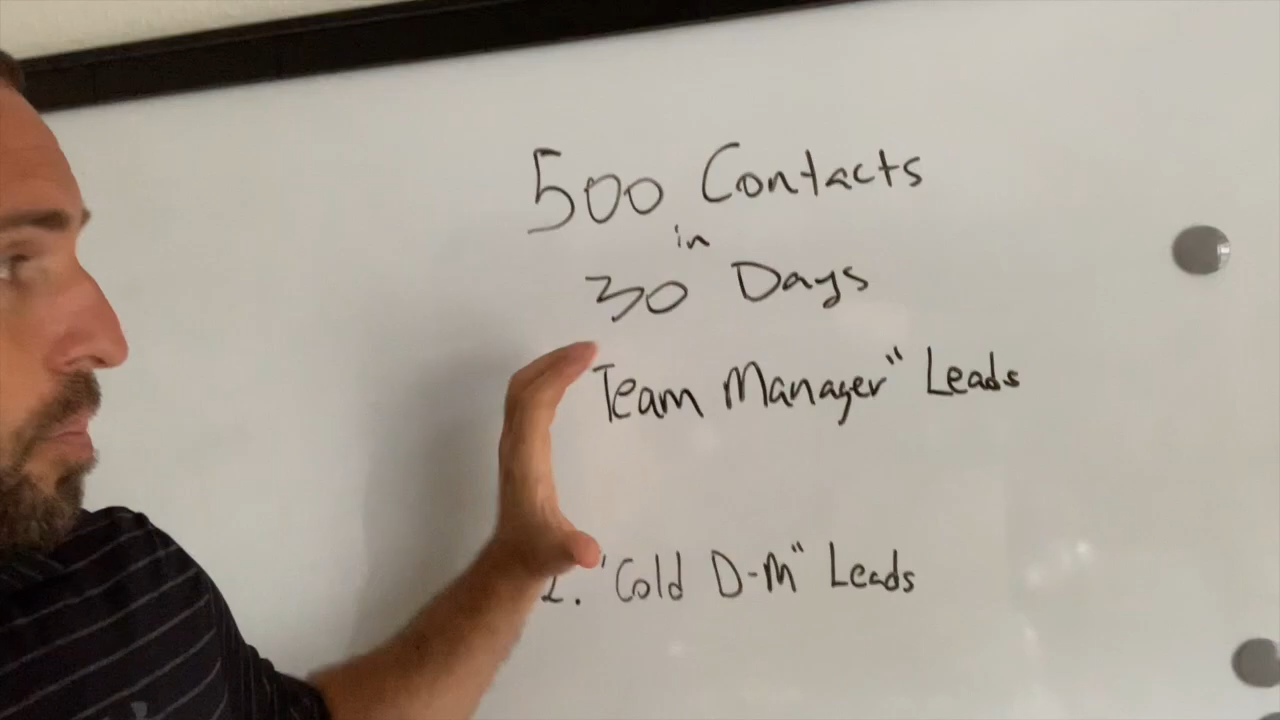 500 Contacts
in
30 Days
Team Manager" Leads
2. "Cold D-M" Leads